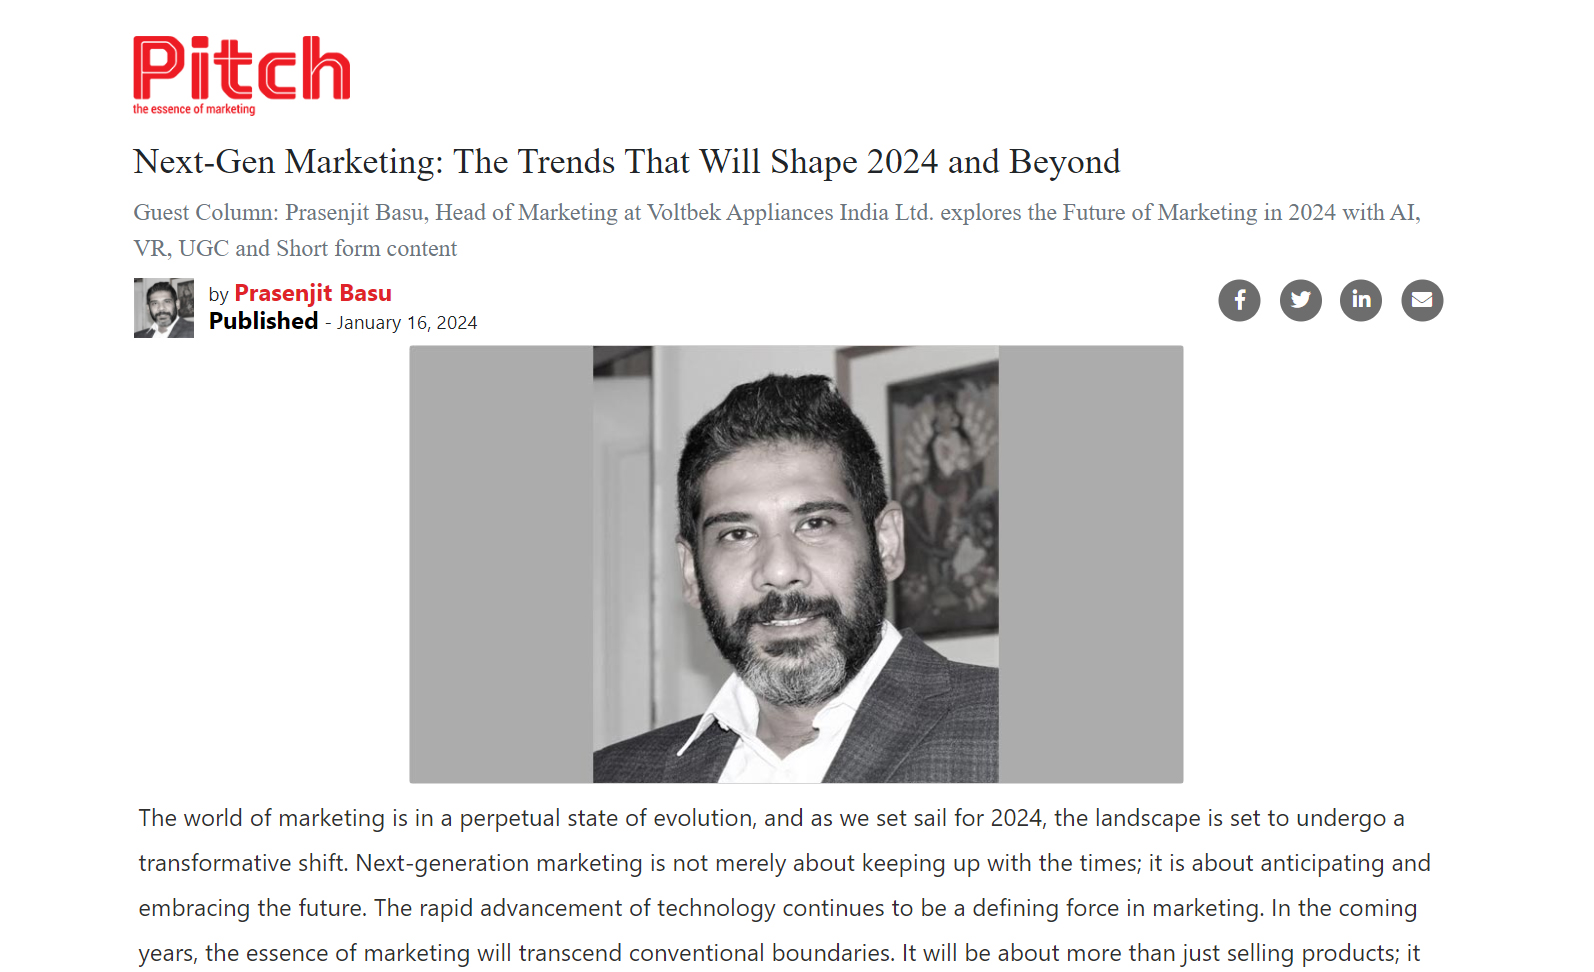 Pitch
the essence of marketing
Next-Gen Marketing: The Trends That Will Shape 2024 and Beyond
Guest Column: Prasenjit Basu, Head of Marketing at Voltbek Appliances India Ltd. explores the Future of Marketing in 2024 with AI,
VR, UGC and Short form content
by Prasenjit Basu
Published - January 16, 2024
The world of marketing is in a perpetual state of evolution, and as we set sail for 2024, the landscape is set to undergo a
transformative shift. Next-generation marketing is not merely about keeping up with the times; it is about anticipating and
embracing the future. The rapid advancement of technology continues to be a defining force in marketing. In the coming
years, the essence of marketing will transcend conventional boundaries. It will be about more than just selling products; it